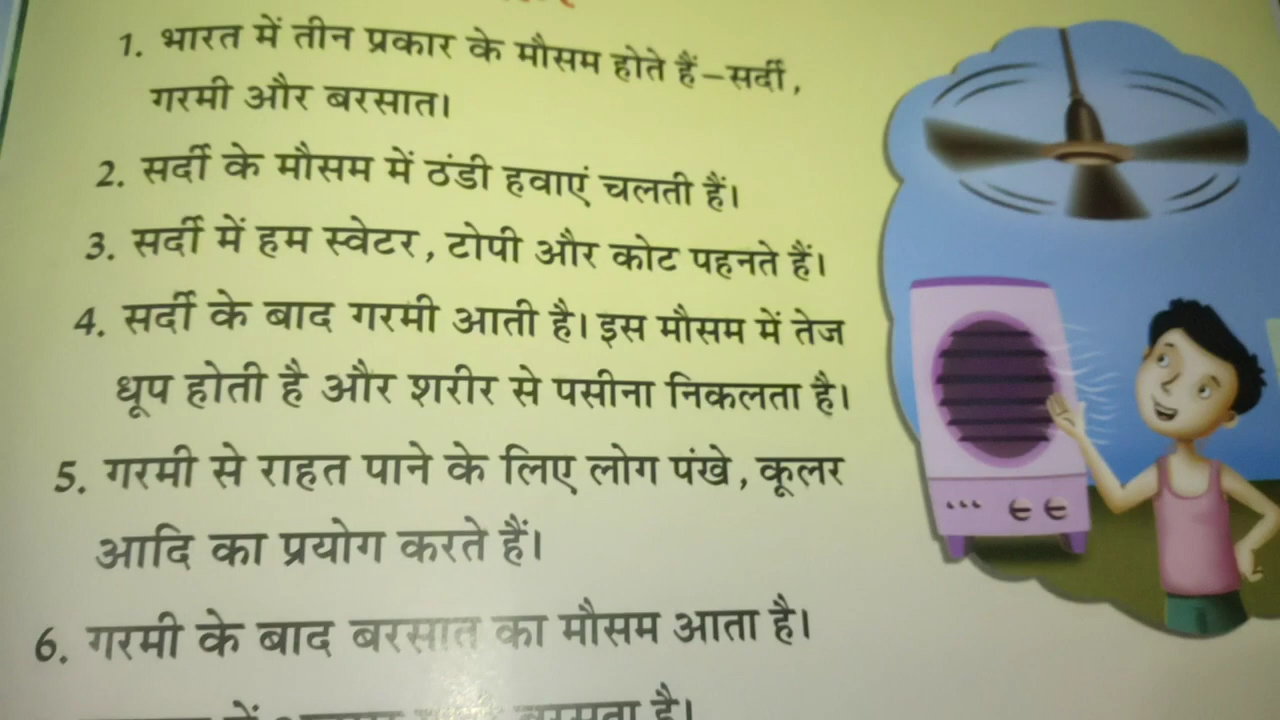 1. भारत में तीन प्रकार के मौसम होते हैं–सर्दी,
गरमी और बरसात।
2. सर्दी के मौसम में ठंडी हवाएं चलती हैं।
3. सर्दी में हम स्वेटर, टोपी और कोट पहनते हैं।
4. सर्दी के बाद गरमी आती है। इस मौसम में तेज
धूप होती है और शरीर से पसीना निकलता है।
5. गरमी से राहत पाने के लिए लोग पंखे, कूलर
आदि का प्रयोग करते हैं।
6. गरमी के बाद बरसात का मौसम आता है।
में बरसता है।